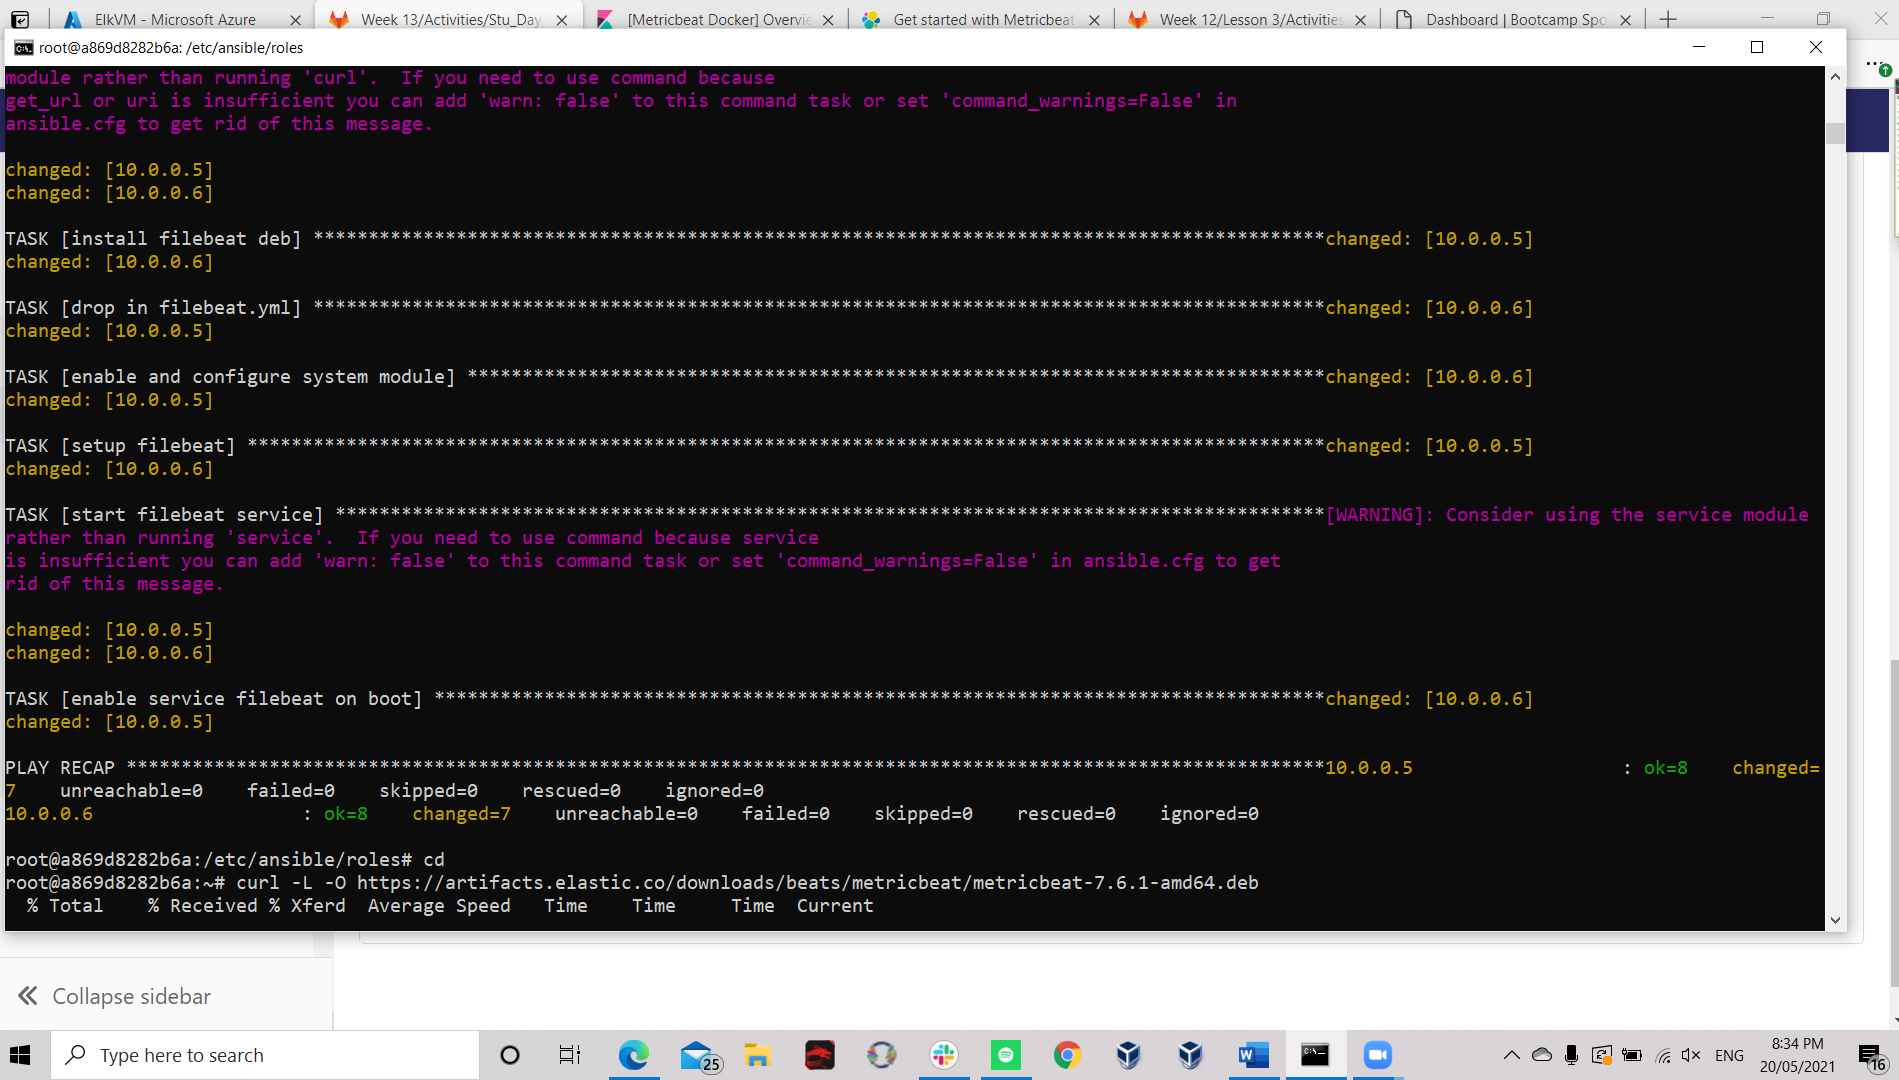 ElkVM - Microsoft Azure
Week 13/Activities/Stu_Day
[Metricbeat Docker] Overvie
Get started with Metricbeat
Week 12/Lesson 3/Activities
Dashboard | Bootcamp Spo
root@a869d8282b6a: /etc/ansible/roles
module rather than running 'curl'.  If you need to use command because
get_url or uri is insufficient you can add 'warn: false' to this command task or set 'command_warnings=False' in
ansible.cfg to get rid of this message.
changed: [10.0.0.5]
changed: [10.0.0.6]
TASK [install filebeat deb] ********************************************************************************************changed: [10.0.0.5]
changed: [10.0.0.6]
TASK [drop in filebeat.yml] ********************************************************************************************changed: [10.0.0.6]
changed: [10.0.0.5]
TASK [enable and configure system module] ******************************************************************************changed: [10.0.0.6]
changed: [10.0.0.5]
TASK [setup filebeat] **************************************************************************************************changed: [10.0.0.5]
changed: [10.0.0.6]
TASK [start filebeat service] ******************************************************************************************[WARNING]: Consider using the service module
rather than running 'service'.  If you need to use command because service
is insufficient you can add 'warn: false' to this command task or set 'command_warnings=False' in ansible.cfg to get
rid of this message.
changed: [10.0.0.5]
changed: [10.0.0.6]
TASK [enable service filebeat on boot] *********************************************************************************changed: [10.0.0.6]
changed: [10.0.0.5]
PLAY RECAP *************************************************************************************************************10.0.0.5                   : ok=8    changed=
7    unreachable=0    failed=0    skipped=0    rescued=0    ignored=0
10.0.0.6                   : ok=8    changed=7    unreachable=0    failed=0    skipped=0    rescued=0    ignored=0
root@a869d8282b6a:/etc/ansible/roles# cd
root@a869d8282b6a:~# curl -L -O https://artifacts.elastic.co/downloads/beats/metricbeat/metricbeat-7.6.1-amd64.deb
% Total    % Received % Xferd  Average Speed   Time    Time     Time  Current
Collapse sidebar
Type here to search
25
ENG
8:34 PM
20/05/2021
16